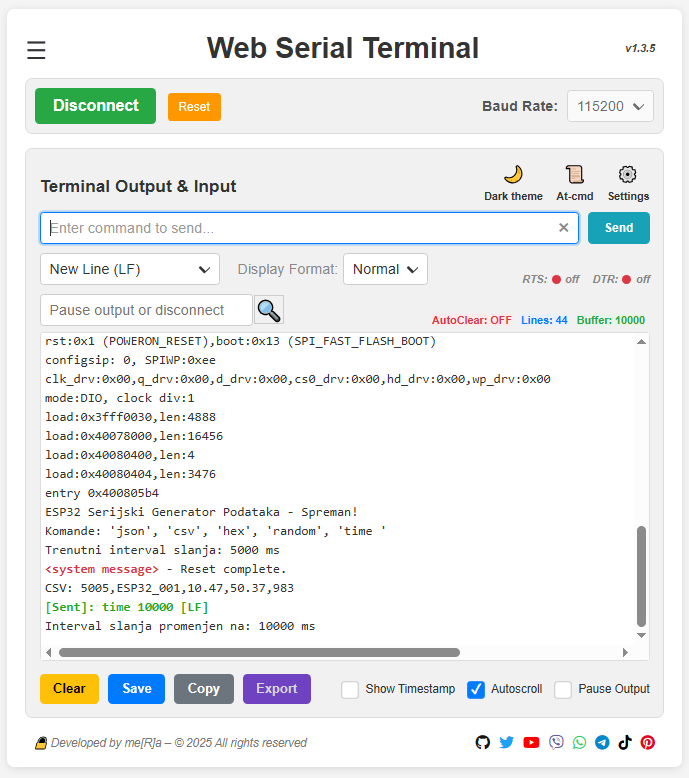 Web Serial Terminal
v1.3.5
Disconnect
Reset
Baud Rate:
115200
Terminal Output & Input
Dark theme
At-cmd
Settings
Enter command to send...
Send
New Line (LF)
Display Format:
Normal
RTS: off
DTR: off
Pause output or disconnect
AutoClear: OFF
Lines: 44
Buffer: 10000
rst:0x1 (POWERON_RESET),boot:0x13 (SPI_FAST_FLASH_BOOT)
configsip: 0, SPIWP:0xee
clk_drv:0x00,q_drv:0x00,d_drv:0x00,cs0_drv:0x00,hd_drv:0x00,wp_drv:0x00
mode:DIO, clock div:1
load:0x3fff0030,len:4888
load:0x40078000,len:16456
load:0x40080400,len:4
load:0x40080404,len:3476
entry 0x400805b4
ESP32 Serijski Generator Podataka - Spreman!
Komande: 'json', 'csv', 'hex', 'random', 'time '
Trenutni interval slanja: 5000 ms
<system message> - Reset complete.
CSV: 5005,ESP32_001,10.47,50.37,983
[Sent]: time 10000 [LF]
Interval slanja promenjen na: 10000 ms
Clear
Save
Copy
Export
Show Timestamp
Autoscroll
Pause Output
Developed by me[R]a – © 2025 All rights reserved